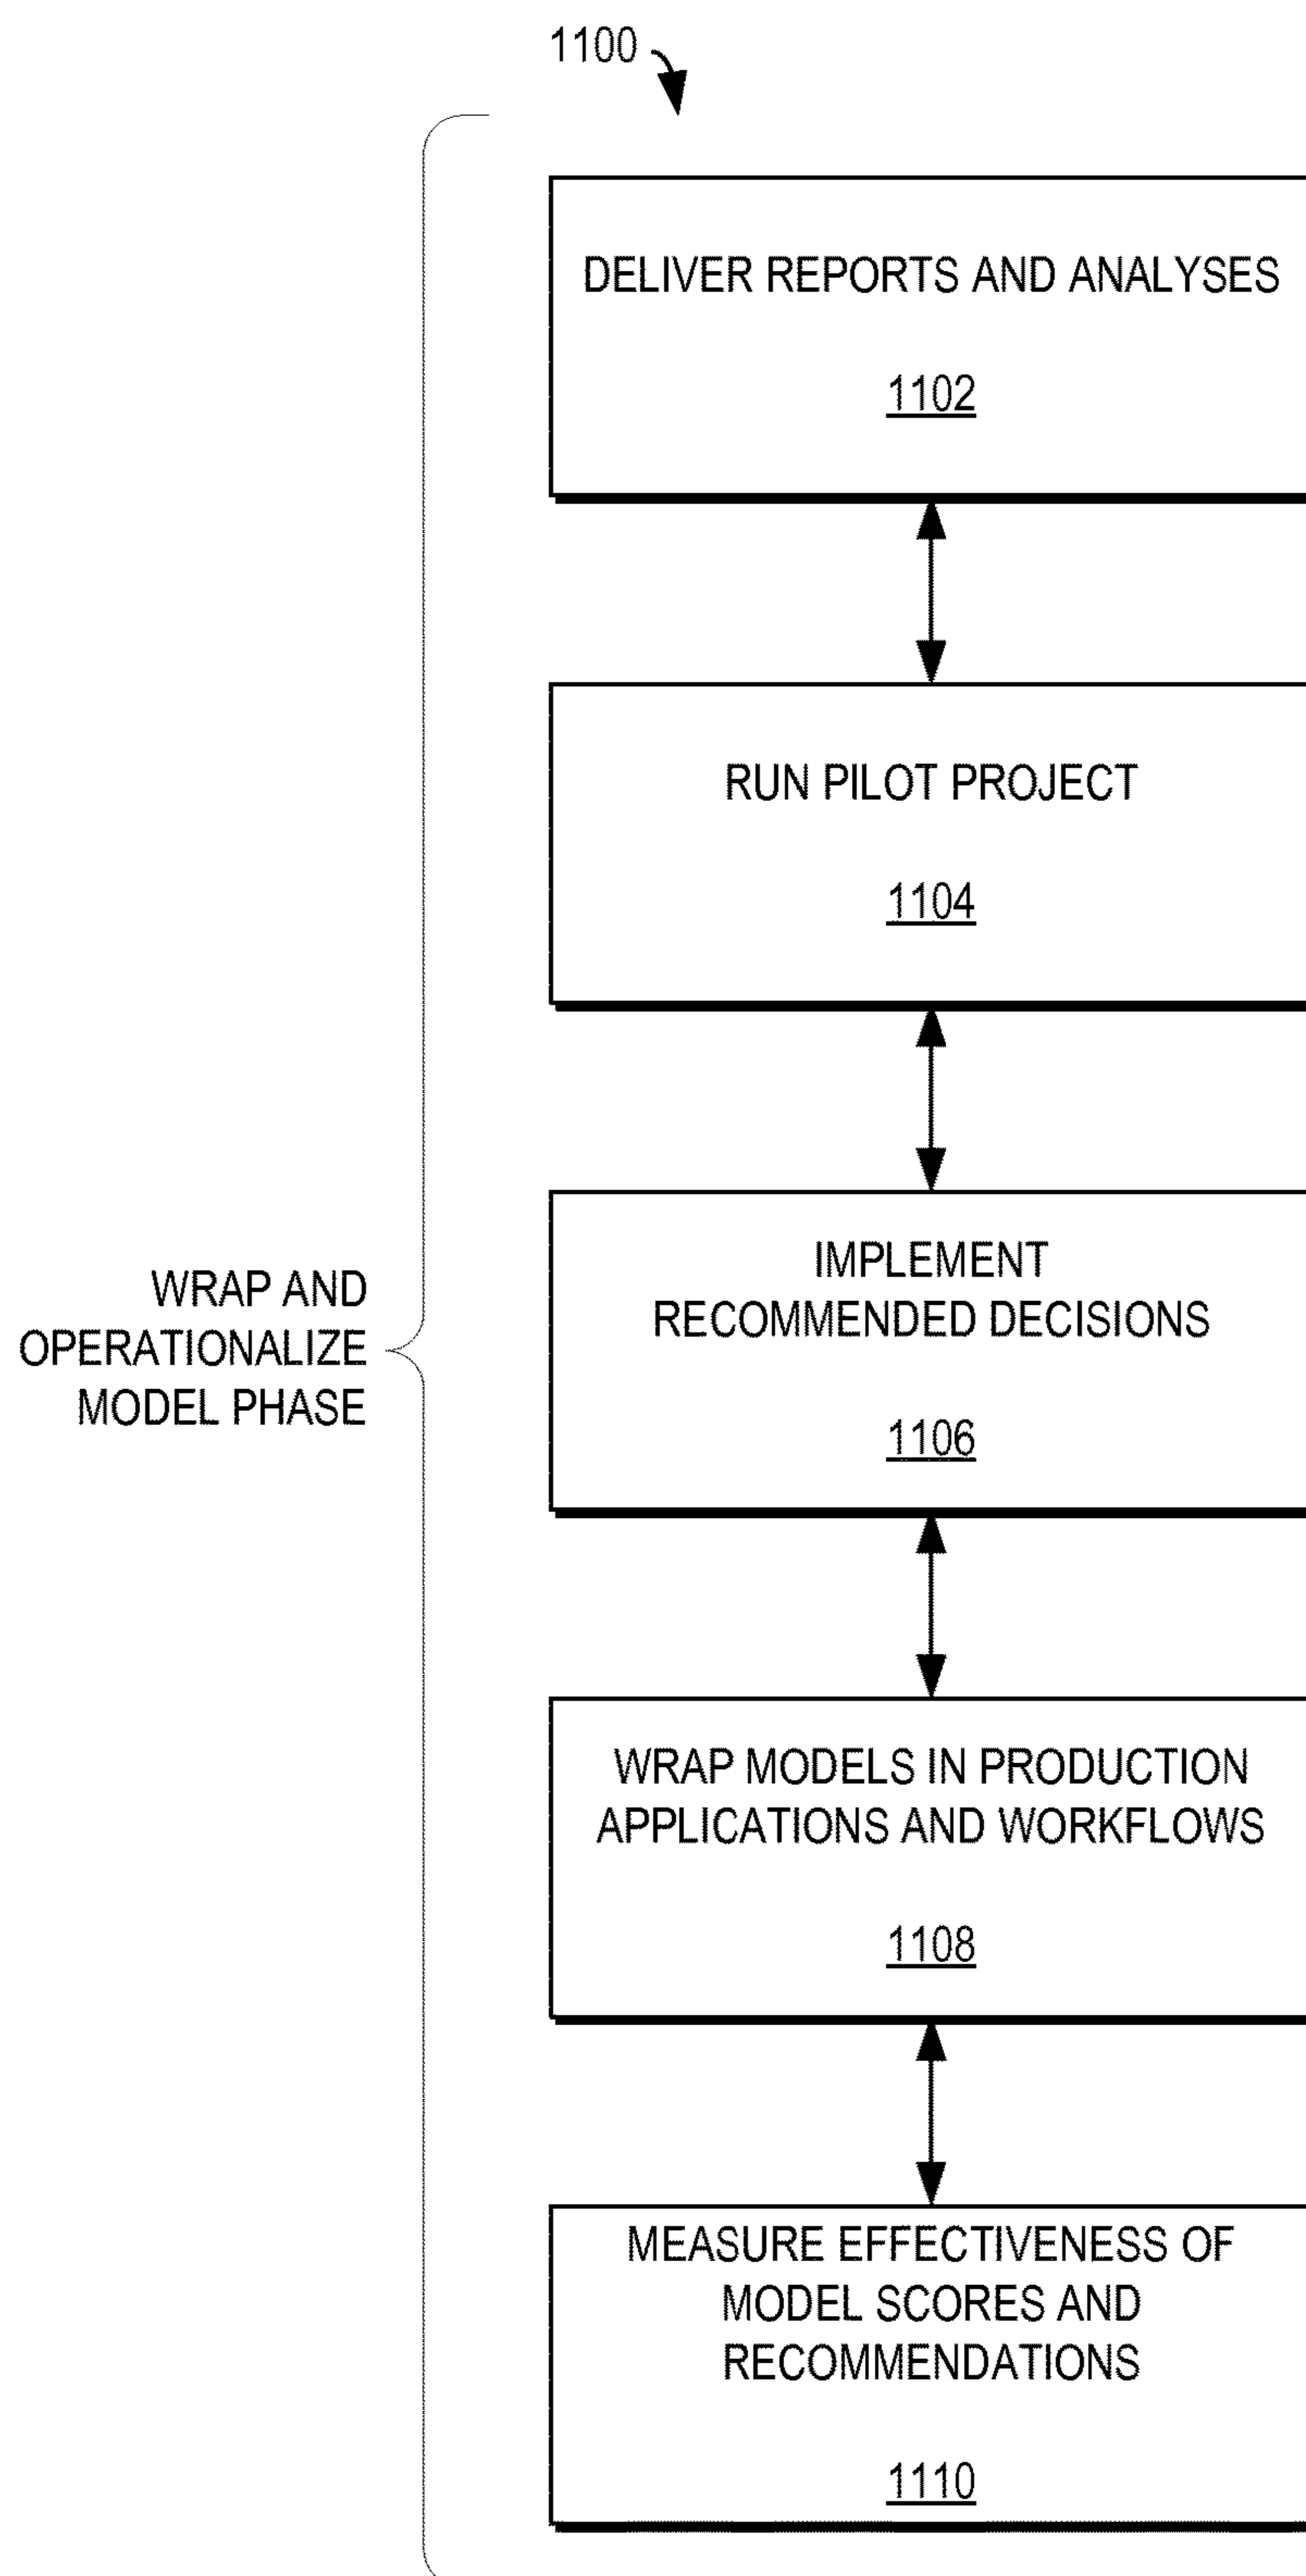 1100
DELIVER REPORTS AND ANALYSES
1102
RUN PILOT PROJECT
1104
IMPLEMENT
RECOMMENDED DECISIONS
1106
WRAP AND
OPERATIONALIZE
MODEL PHASE
WRAP MODELS IN PRODUCTION
APPLICATIONS AND WORKFLOWS
1108
MEASURE EFFECTIVENESS OF
MODEL SCORES AND
RECOMMENDATIONS
1110